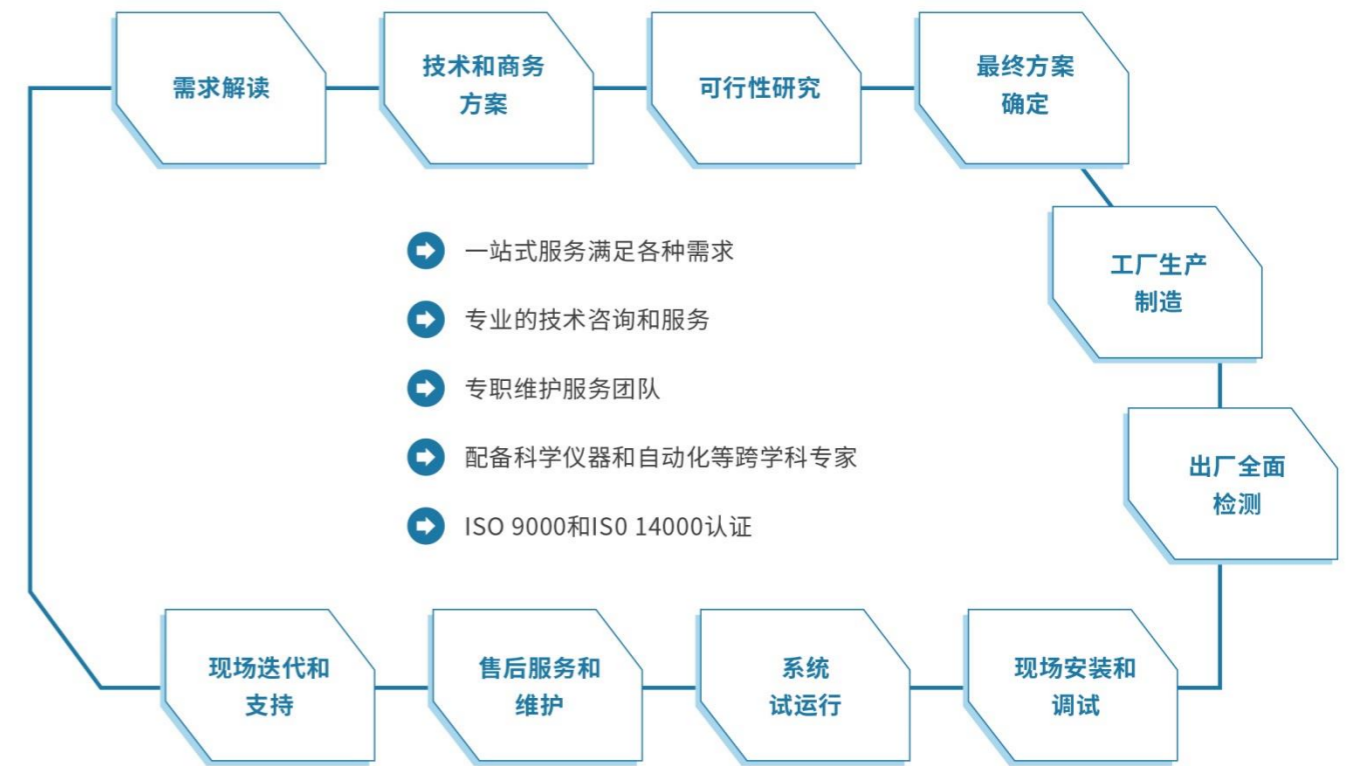 需求解读
技术和商务
方案
可行性研究
最终方案
确定
工厂生产
制造
出厂全面
检测
一站式服务满足各种需求
专业的技术咨询和服务
专职维护服务团队
配备科学仪器和自动化等跨学科专家
ISO 9000和IS0 14000认证
现场迭代和
支持
售后服务和
维护
系统
试运行
现场安装和
调试